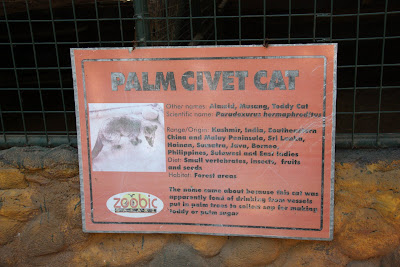 PALM CIVET CAT
Other names: Alamid, Musang, Toddy Cat
Scientific name: Paradoxurus hermaphroditus
Range/Origin: Kashmir, India, Southeastern
China and Malay Peninsula, Sri Lanka,
Hainan, Sumatra, Java, Borneo,
Philippines, Sulawesi and East Indies
Diet: Small vertebrates, insects, fruits
and seeds
Habitat: Forest areas
The name came about because this cat was
apparently fond of drinking from vessels
put in palm trees to collect sap for making
Toddy or palm sugar
zoobic